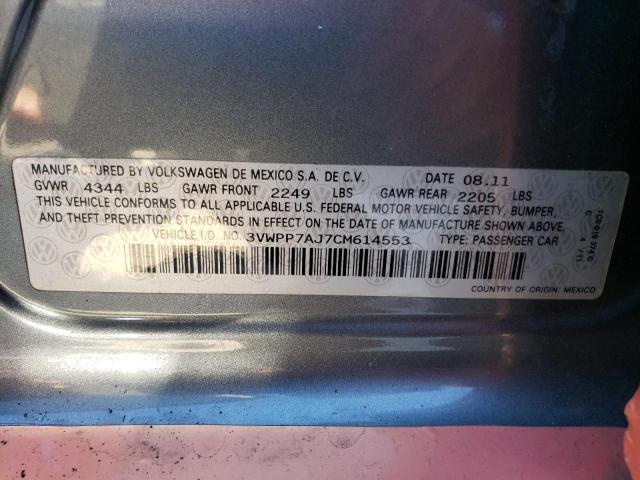 MANUFACTURED BY VOLKSWAGEN DE MEXICO S.A. DE C.V. DATE 08.11
GVWR 4344 LBS GAWR FRONT 2249 LBS GAWR REAR 2205 LBS
THIS VEHICLE CONFORMS TO ALL APPLICABLE U.S. FEDERAL MOTOR VEHICLE SAFETY, BUMPER,
AND THEFT PREVENTION STANDARDS IN EFFECT ON THE DATE OF MANUFACTURE SHOWN ABOVE.
VEHICLE I.D. NO. 3VWPP7AJ7CM614553 TYPE: PASSENGER CAR
COUNTRY OF ORIGIN: MEXICO